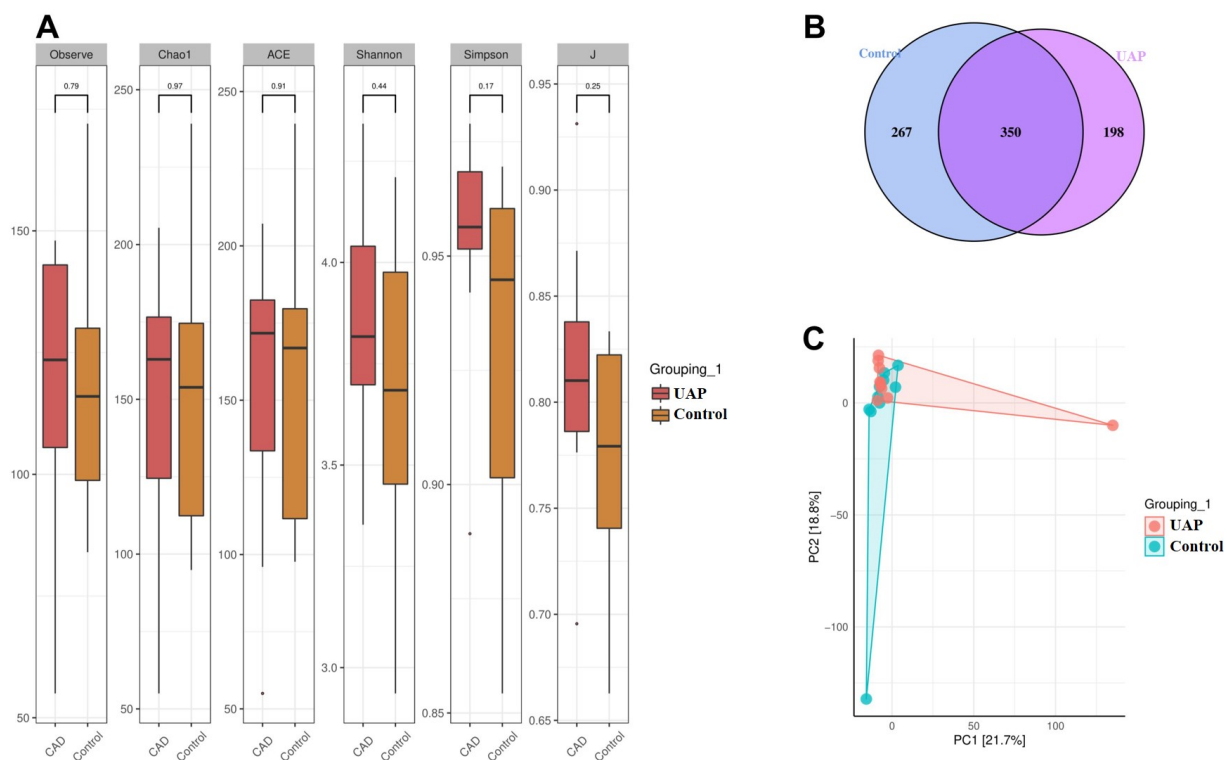 A
Observe
Chao1
ACE
Shannon
Simpson
J
0.79
0.97
0.91
0.44
0.17
0.25
150
100
50
250
200
150
100
50
250
200
150
100
50
4.0
3.5
3.0
0.95
0.90
0.85
0.95
0.90
0.85
0.80
0.75
0.70
0.65
CAD
Control
CAD
Control
CAD
Control
CAD
Control
CAD
Control
CAD
Control
Grouping_1
UAP
Control
B
Control
UAP
267
350
198
C
0
−50
−100
PC2 [18.8%]
0
50
100
PC1 [21.7%]
Grouping_1
UAP
Control